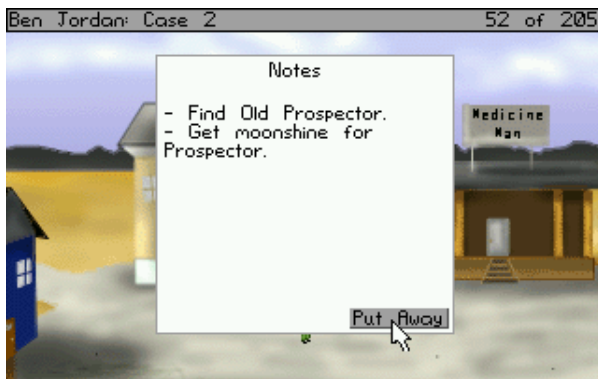 Ben Jordan: Case 2 52 of 205
Notes
- Find Old Prospector.
- Get moonshine for
Prospector.
Medicine
Man
Put Away